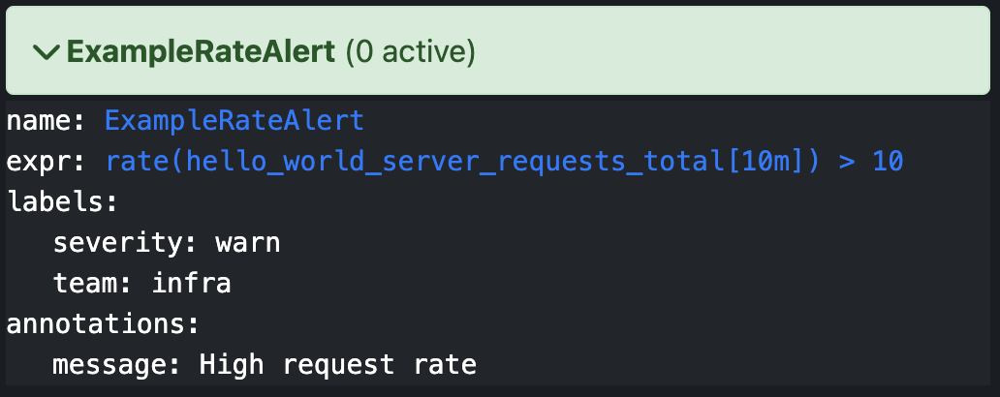 ExampleRateAlert (0 active)
name: ExampleRateAlert
expr: rate(hello_world_server_requests_total[10m]) > 10
labels:
severity: warn
team: infra
annotations:
message: High request rate